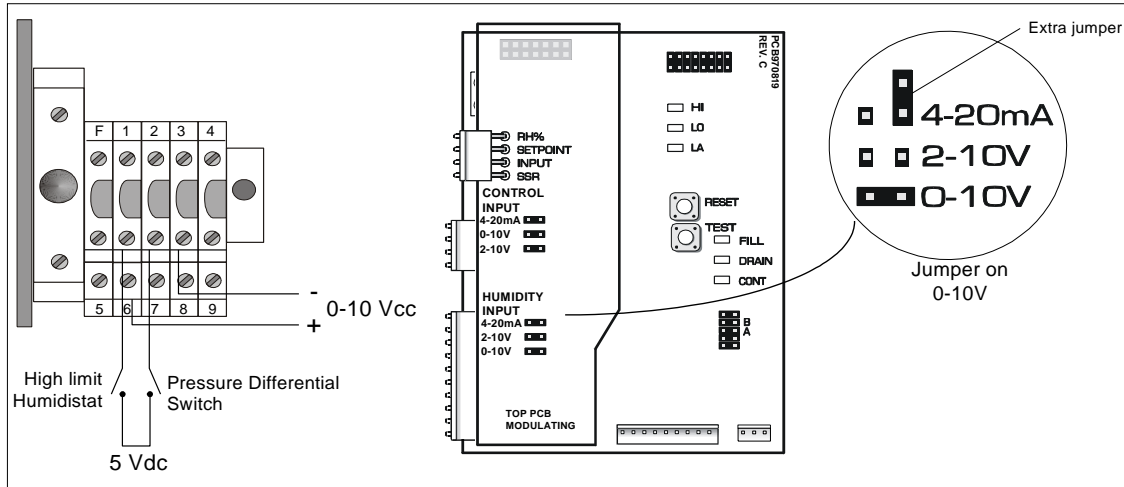 F 1 2 3 4
5 6 7 8 9
-
0-10 Vcc
+
High limit
Humidistat
Pressure Differential
Switch
5 Vdc
PCB970819
REV. C
HI
LO
LA
RH%
SETPOINT
INPUT
SSR
CONTROL
INPUT
4-20mA
0-10V
2-10V
RESET
TEST
FILL
DRAIN
CONT
HUMIDITY
INPUT
4-20mA
2-10V
0-10V
B
A
TOP PCB
MODULATING
Extra jumper
4-20mA
2-10V
0-10V
Jumper on
0-10V